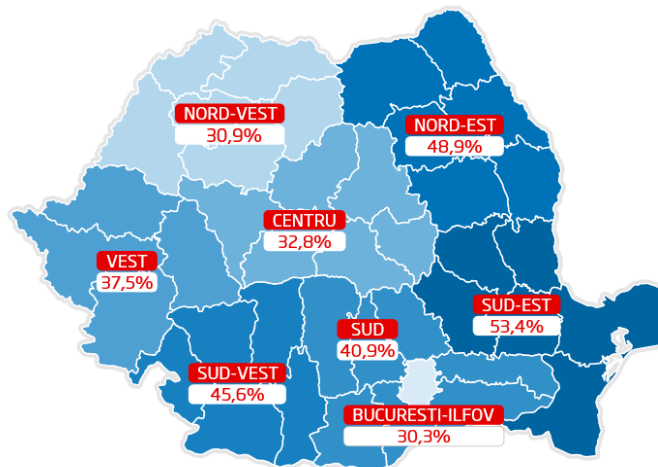 NORD-VEST
30,9%
NORD-EST
48,9%
CENTRU
32,8%
VEST
37,5%
SUD-EST
53,4%
SUD
40,9%
SUD-VEST
45,6%
BUCURESTI-ILFOV
30,3%